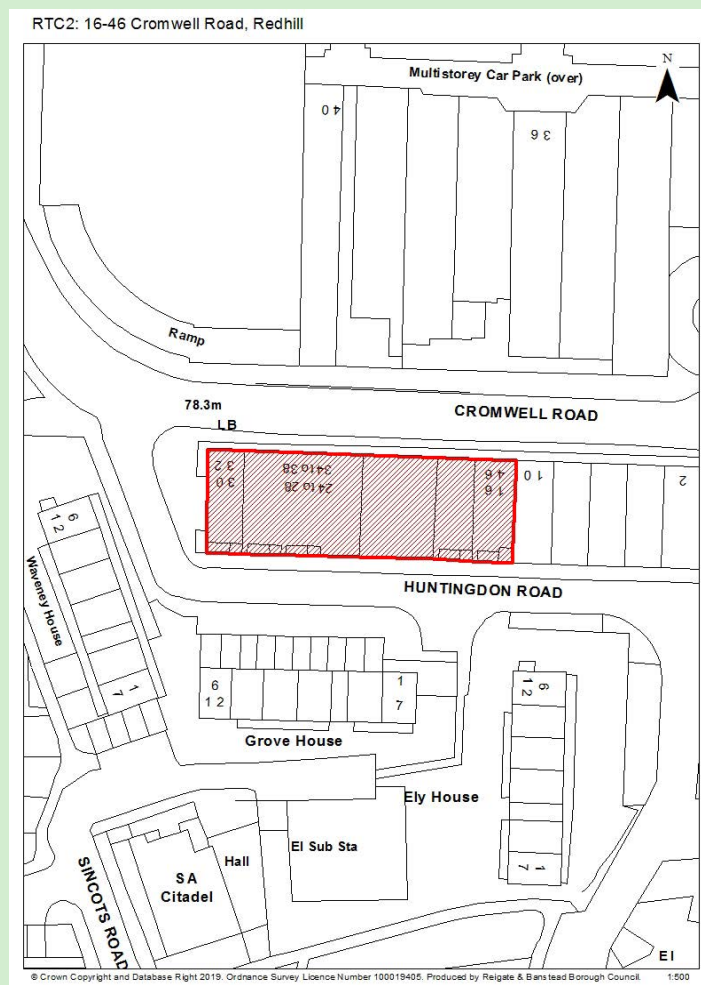 RTC2: 16-46 Cromwell Road, Redhill
N
Multistorey Car Park (over)
40
36
Ramp
78.3m
LB
CROMWELL ROAD
32
30
34 to 38
24 to 28
46
16
10
2
HUNTINGDON ROAD
6
12
Waveney House
1
7
6
12
1
7
Grove House
6
12
Ely House
1
7
El Sub Sta
Hall
SA
Citadel
SINCOTS ROAD
El
© Crown Copyright and Database Right 2019. Ordnance Survey Licence Number 100019405. Produced by Reigate & Banstead Borough Council.
1:500